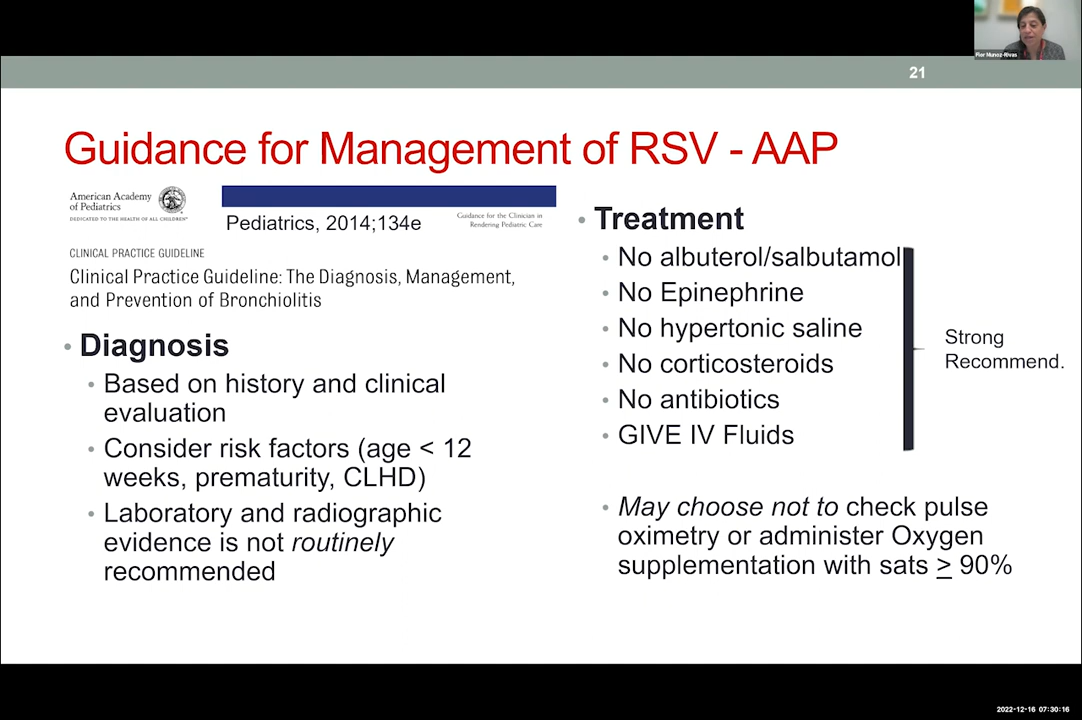 Flor Munoz-Rivas
21
Guidance for Management of RSV - AAP
American Academy
of Pediatrics
DEDICATED TO THE HEALTH OF ALL CHILDREN™
Pediatrics, 2014;134e
Guidance for the Clinician in
Rendering Pediatric Care
CLINICAL PRACTICE GUIDELINE
Clinical Practice Guideline: The Diagnosis, Management,
and Prevention of Bronchiolitis
• Diagnosis
• Based on history and clinical
evaluation
• Consider risk factors (age < 12
weeks, prematurity, CLHD)
• Laboratory and radiographic
evidence is not routinely
recommended
• Treatment
• No albuterol/salbutamol
• No Epinephrine
• No hypertonic saline
• No corticosteroids
• No antibiotics
• GIVE IV Fluids
Strong
Recommend.
• May choose not to check pulse
oximetry or administer Oxygen
supplementation with sats ≥ 90%
2022-12-16 07:30:16